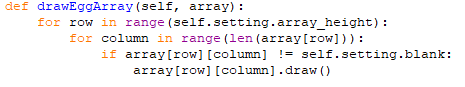 def drawEggArray(self, array):
    for row in range(self.setting.array_height):
        for column in range(len(array[row])):
            if array[row][column] != self.setting.blank:
                array[row][column].draw()